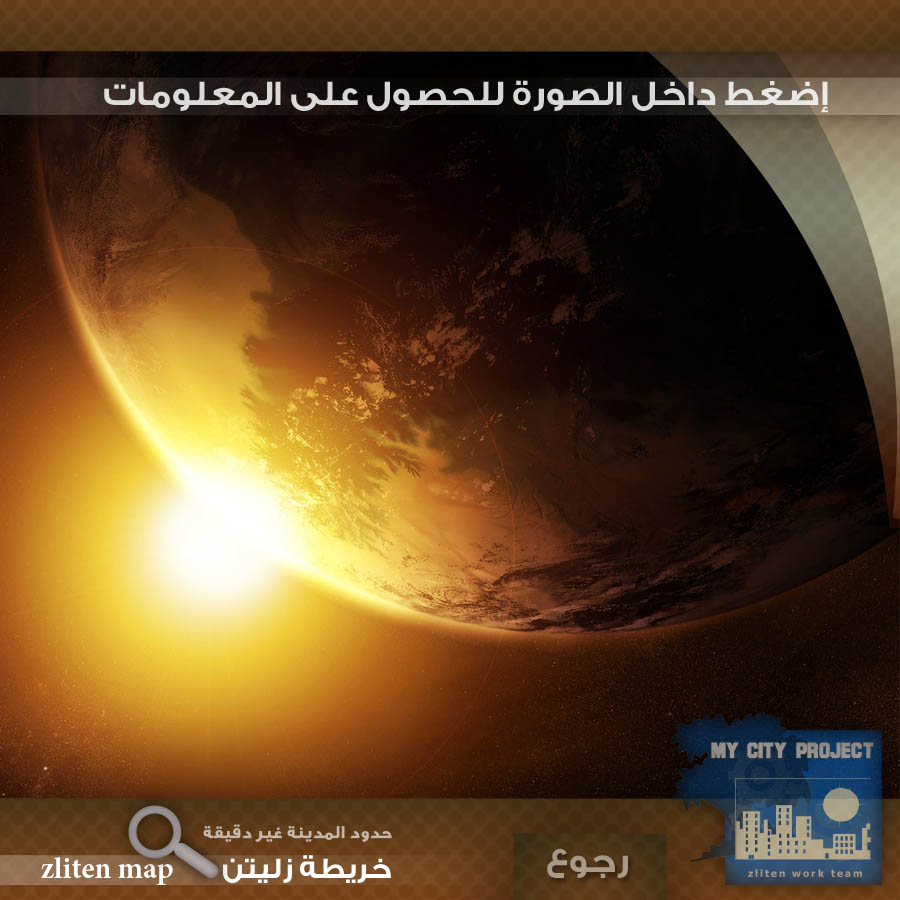 إضغط داخل الصورة للحصول على المعلومات
MY CITY PROJECT
zliten work team
رجوع
حدود المدينة غير دقيقة
خريطة زليتن
zliten map